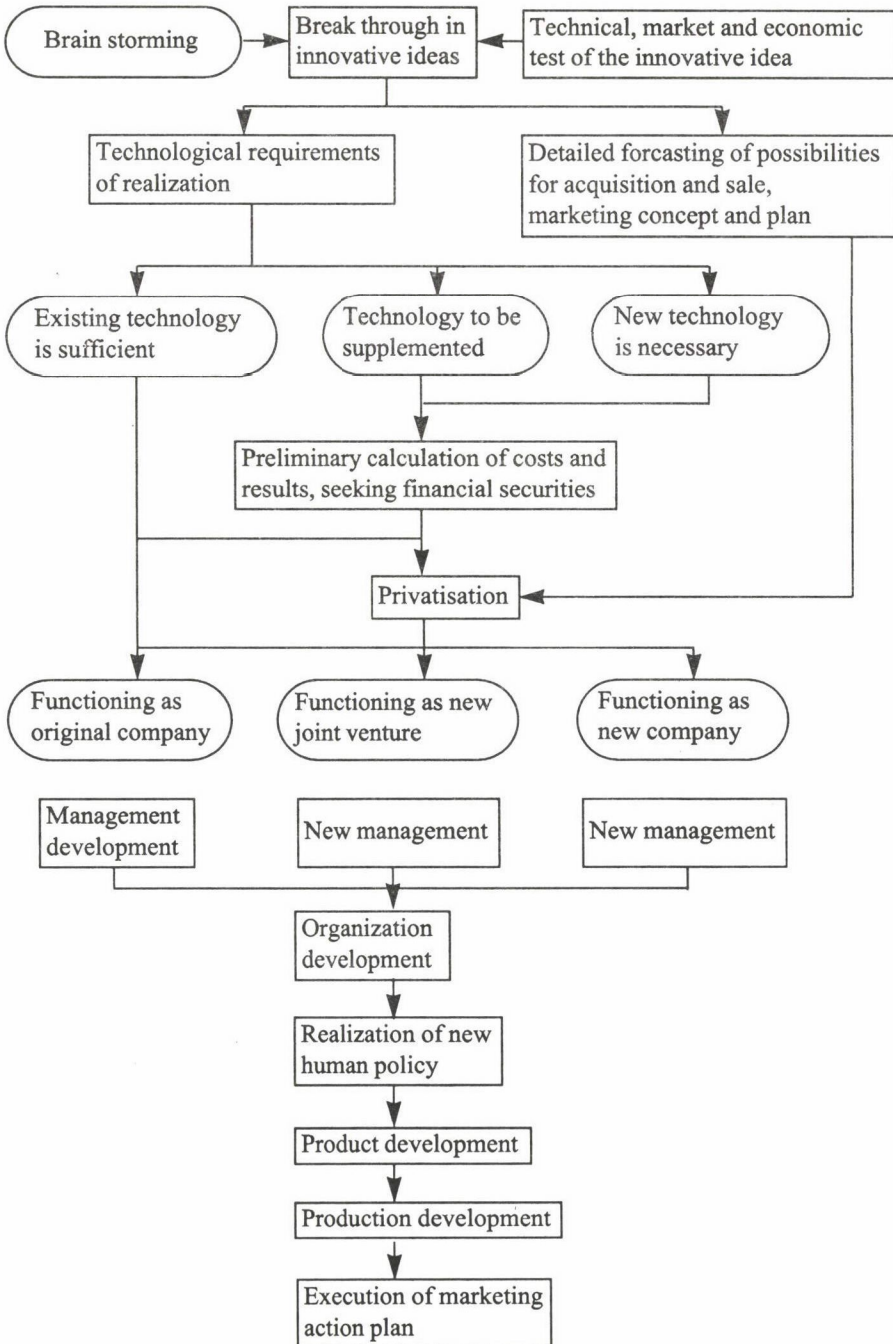 Brain storming
Break through in
innovative ideas
Technical, market and economic
test of the innovative idea
Technological requirements
of realization
Detailed forcasting of possibilities
for acquisition and sale,
marketing concept and plan
Existing technology
is sufficient
Technology to be
supplemented
New technology
is necessary
Preliminary calculation of costs and
results, seeking financial securities
Privatisation
Functioning as
original company
Functioning as new
joint venture
Functioning as
new company
Management
development
New management
New management
Organization
development
Realization of new
human policy
Product development
Production development
Execution of marketing
action plan